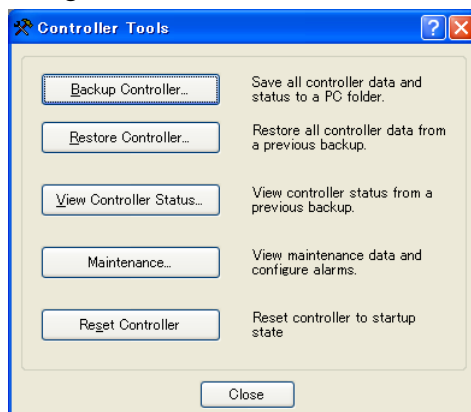 Controller Tools
Backup Controller...
Save all controller data and
status to a PC folder.
Restore Controller...
Restore all controller data from
a previous backup.
View Controller Status...
View controller status from a
previous backup.
Maintenance...
View maintenance data and
configure alarms.
Reset Controller
Reset controller to startup
state
Close